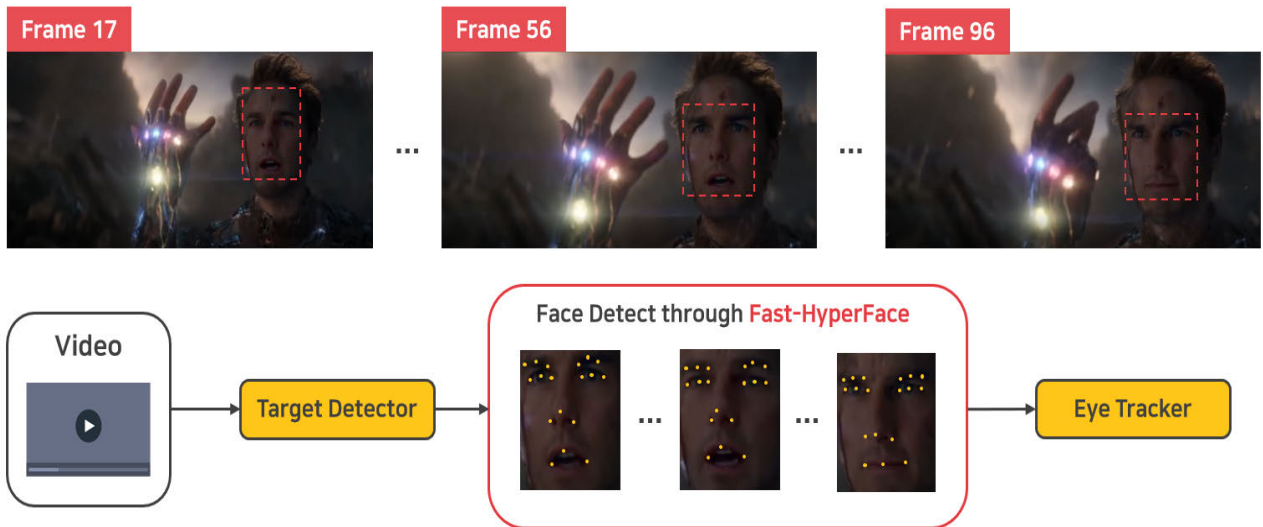 Frame 17
Frame 56
Frame 96
...
...
Video
Target Detector
Face Detect through Fast-HyperFace
...
...
Eye Tracker